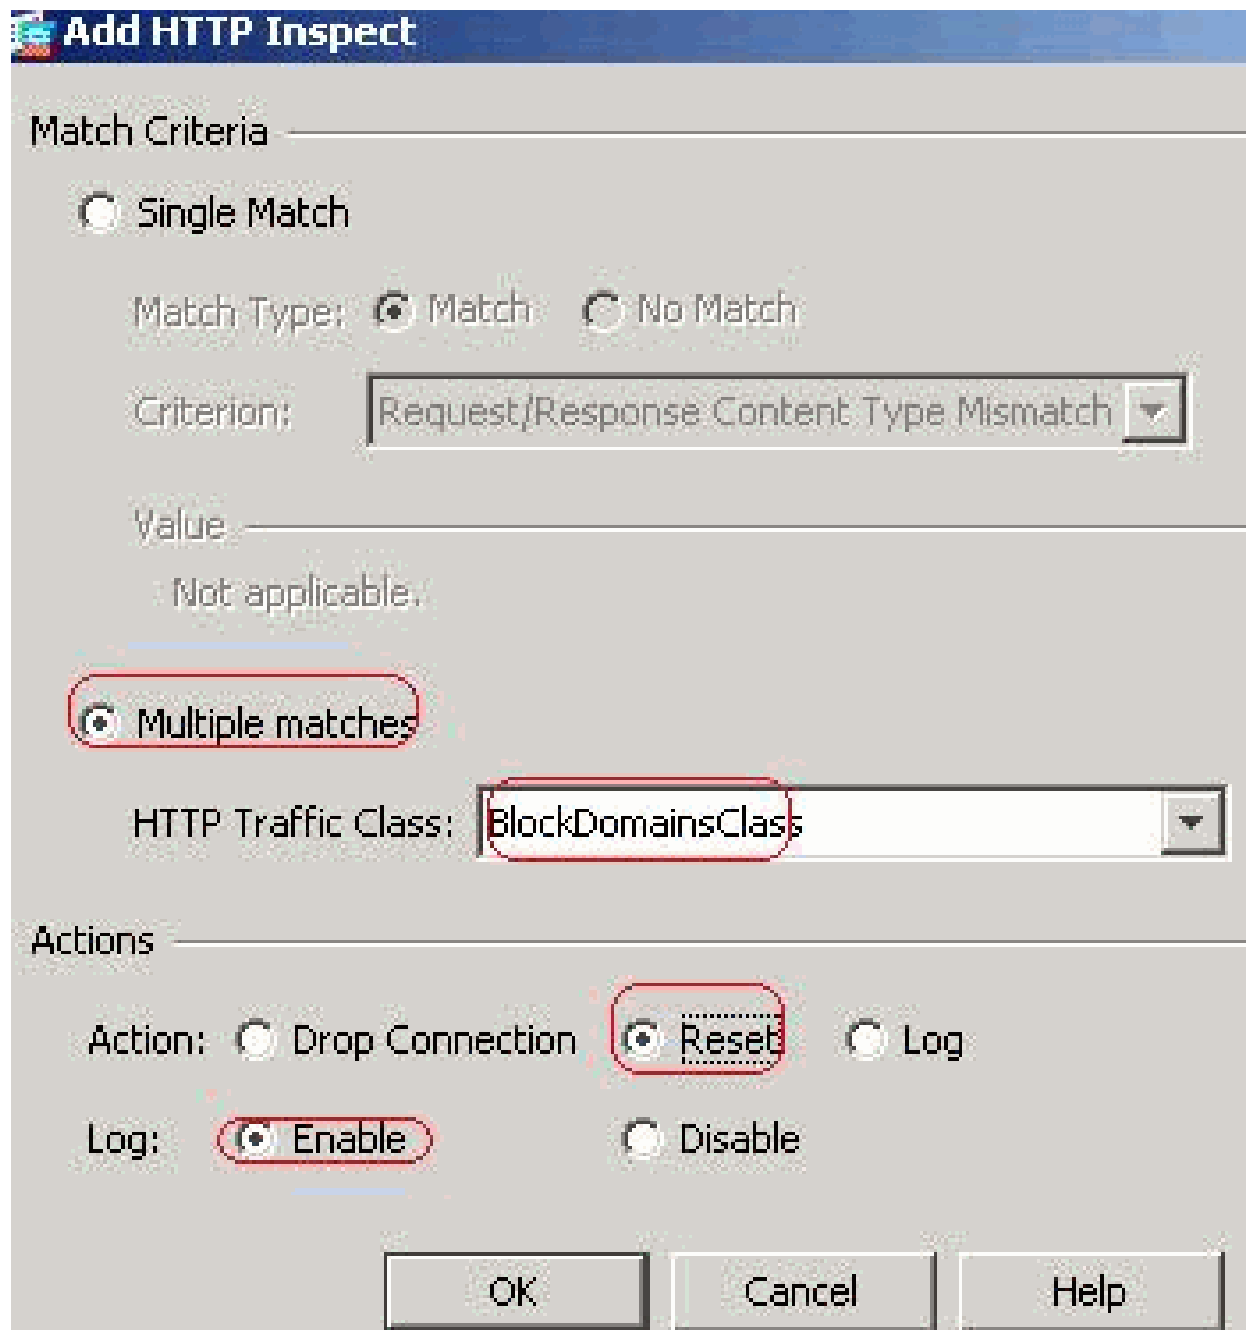 Add HTTP Inspect
Match Criteria
Single Match
Match Type: Match No Match
Criterion: Request/Response Content Type Mismatch
Value
Not applicable.
Multiple matches
HTTP Traffic Class: BlockDomainsClass
Actions
Action: Drop Connection Reset Log
Log: Enable Disable
OK Cancel Help